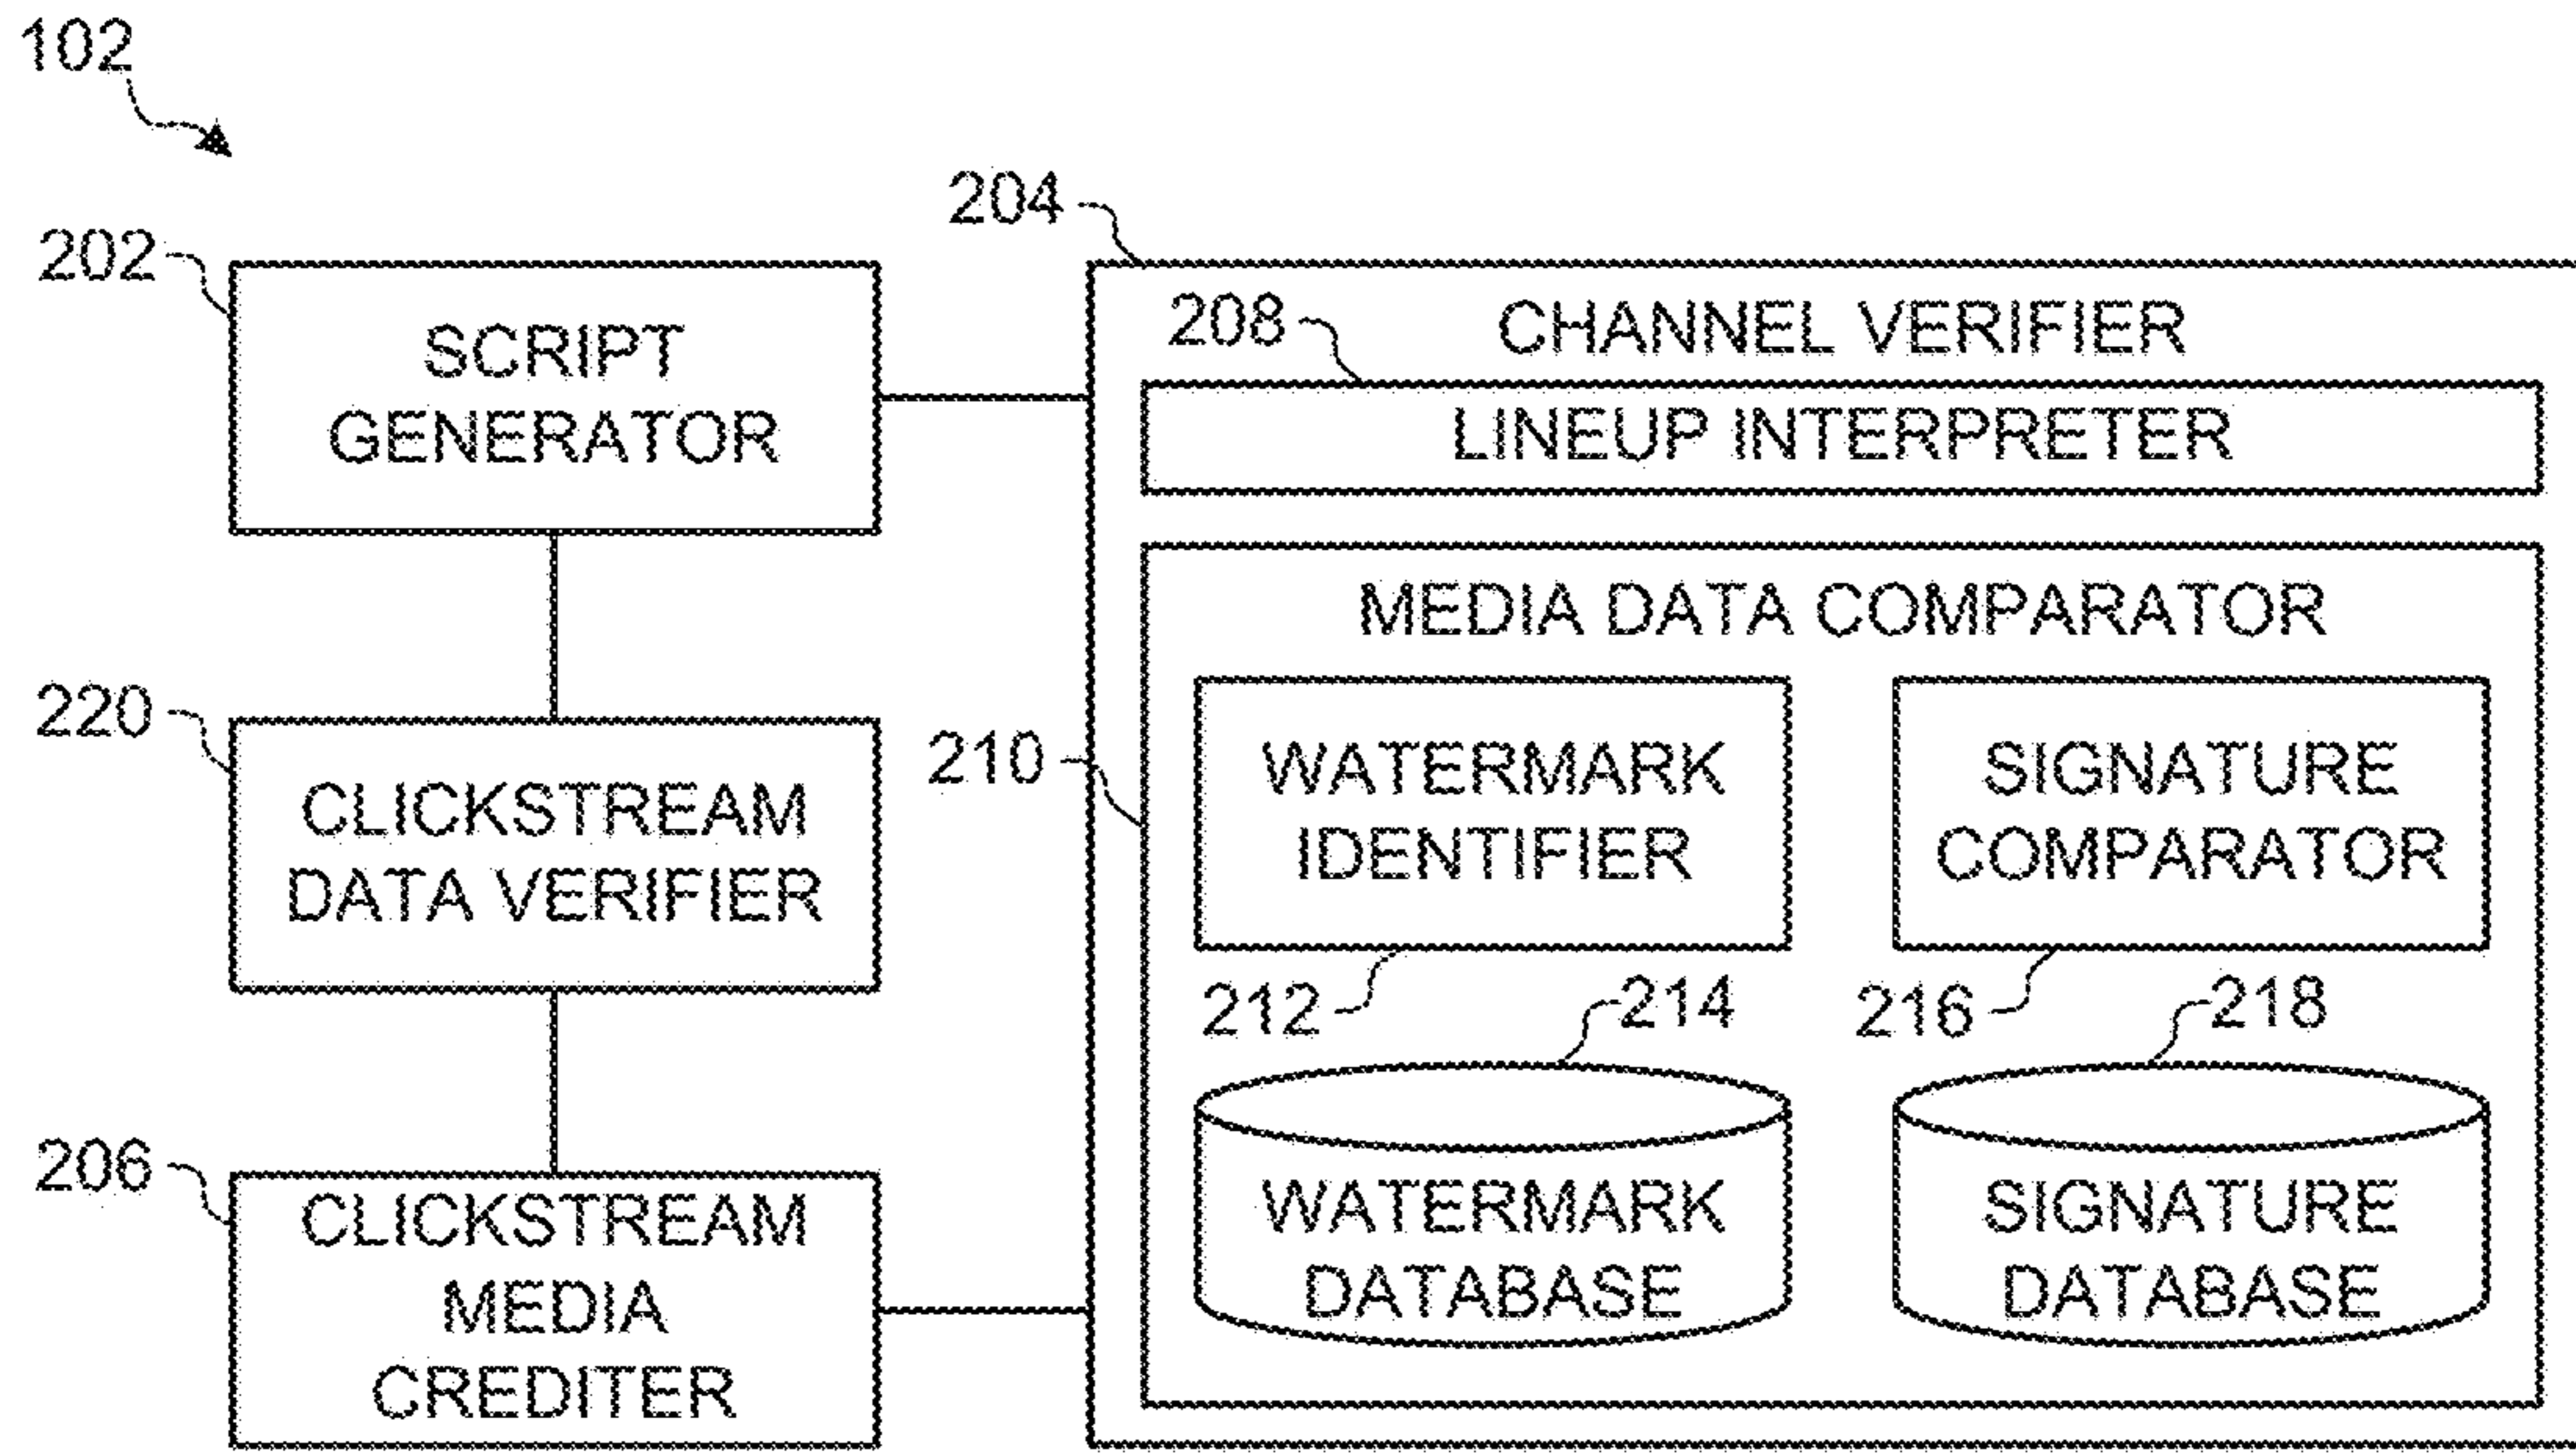 102
204
202
208
CHANNEL VERIFIER
SCRIPT
GENERATOR
LINEUP INTERPRETER
MEDIA DATA COMPARATOR
220
210
CLICKSTREAM
DATA VERIFIER
WATERMARK
IDENTIFIER
SIGNATURE
COMPARATOR
212
214
216
218
206
CLICKSTREAM
MEDIA
CREDITER
WATERMARK
DATABASE
SIGNATURE
DATABASE